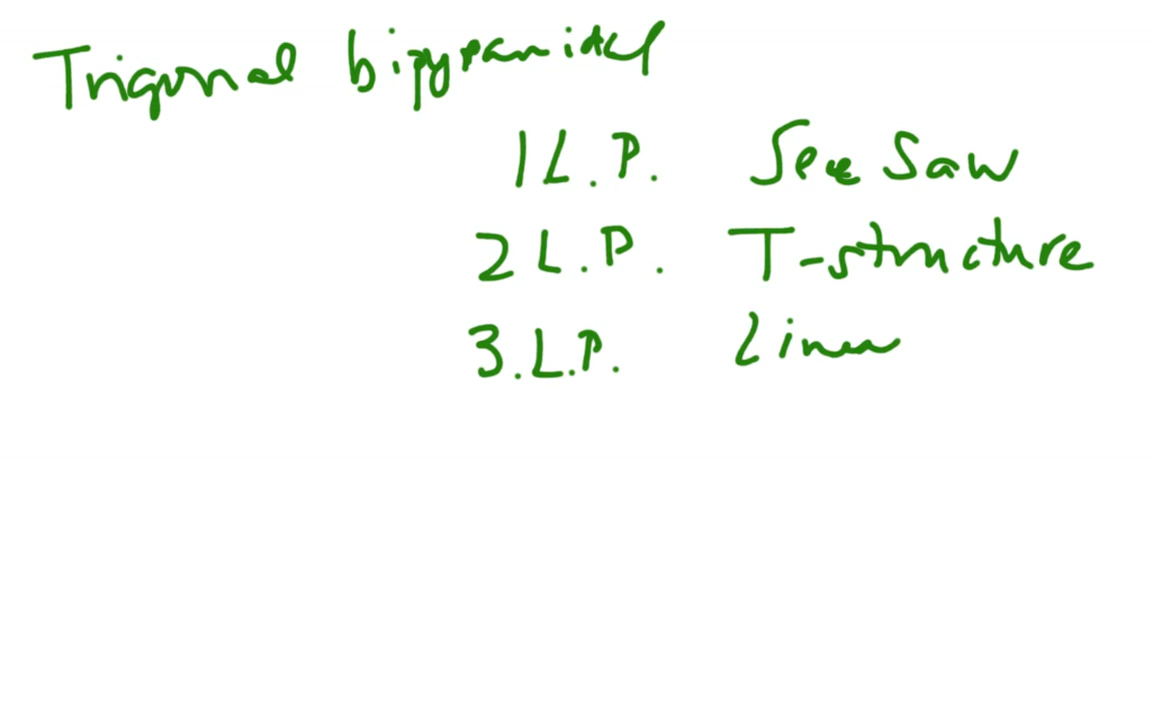 Trigonal bipyramidal
1 L.P. See Saw
2 L.P. T-structure
3.L.P. Linear